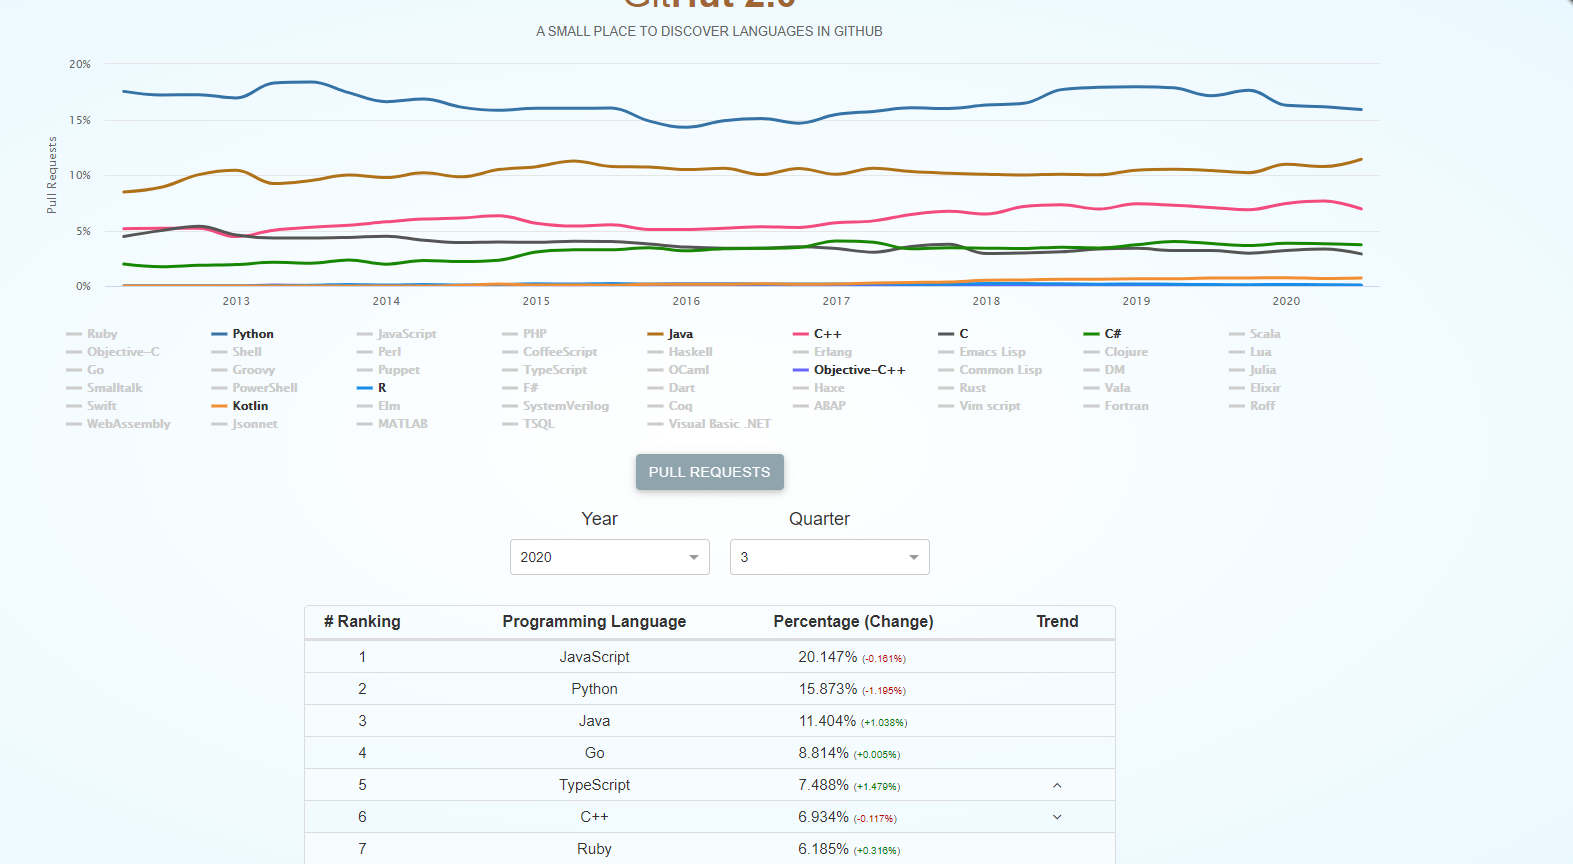 GitHut 2.0
A SMALL PLACE TO DISCOVER LANGUAGES IN GITHUB
20%
15%
10%
5%
0%
Pull Requests
2013 2014 2015 2016 2017 2018 2019 2020
Ruby Python JavaScript PHP Java C++ C C# Scala
Objective-C Shell Perl CoffeeScript Haskell Erlang Emacs Lisp Clojure Lua
Go Groovy Puppet TypeScript OCaml Objective-C++ Common Lisp DM Julia
Smalltalk PowerShell R F# Dart Haxe Rust Vala Elixir
Swift Kotlin Elm SystemVerilog Coq ABAP Vim script Fortran Roff
WebAssembly Jsonnet MATLAB TSQL Visual Basic .NET
PULL REQUESTS
Year Quarter
2020 3
# Ranking Programming Language Percentage (Change) Trend
1 JavaScript 20.147% (-0.161%)
2 Python 15.873% (-1.195%)
3 Java 11.404% (+1.038%)
4 Go 8.814% (+0.005%)
5 TypeScript 7.488% (+1.479%)
6 C++ 6.934% (-0.117%)
7 Ruby 6.185% (+0.316%)